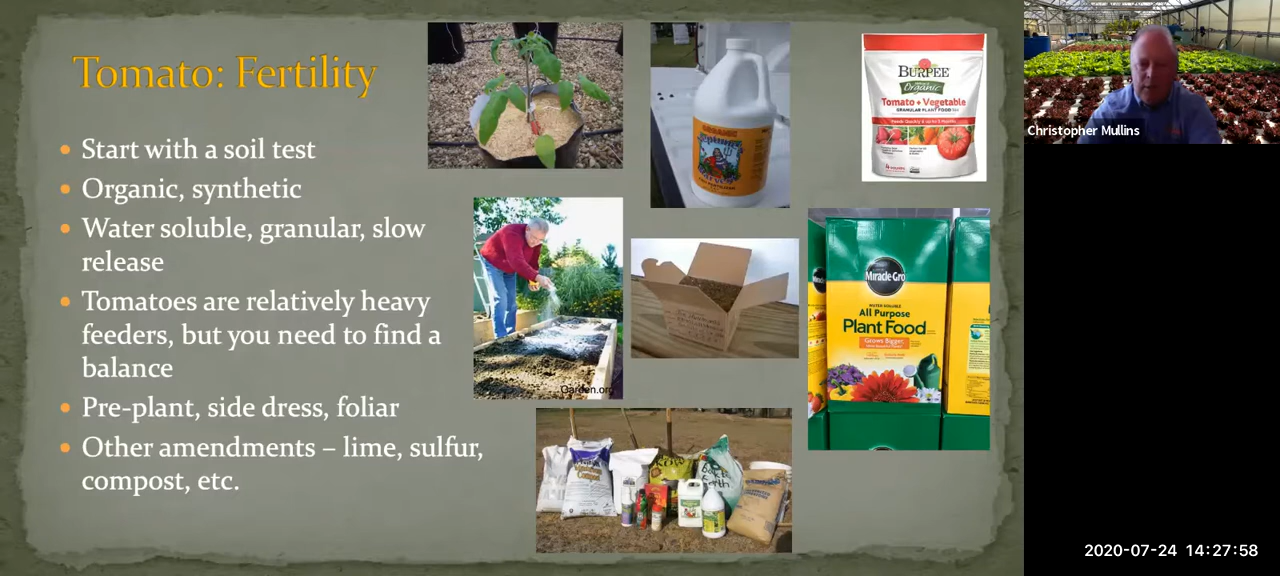 Tomato: Fertility
Start with a soil test
Organic, synthetic
Water soluble, granular, slow
release
Tomatoes are relatively heavy
feeders, but you need to find a
balance
Pre-plant, side dress, foliar
Other amendments – lime, sulfur,
compost, etc.
ORGANIC
BURPEE
Organic
Tomato + Vegetable
GRANULAR PLANT FOOD
Garden.org
Miracle-Gro
WATER SOLUBLE
All Purpose
Plant Food
Grows Bigger
Christopher Mullins
2020-07-24 14:27:58